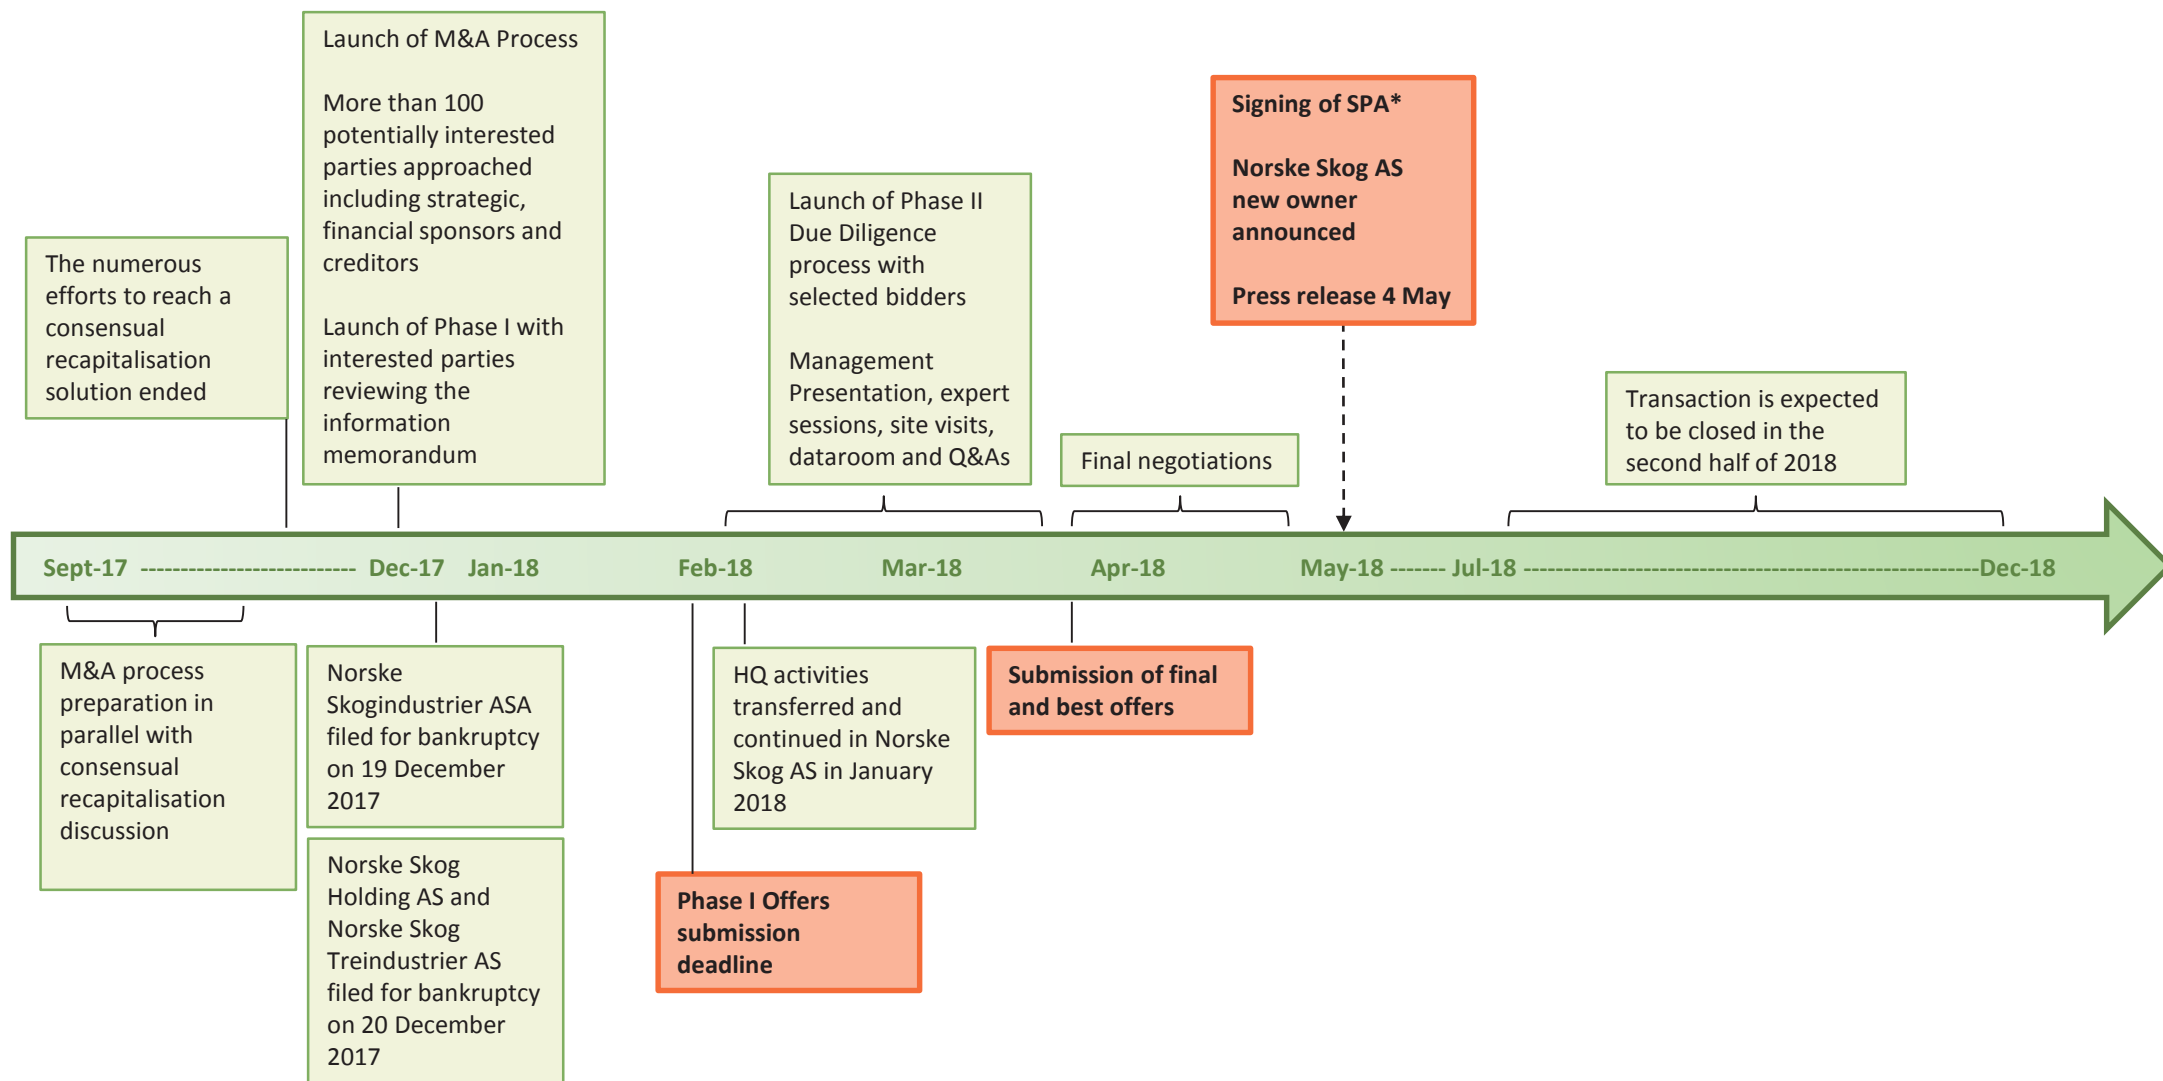 Launch of M&A Process
More than 100
potentially interested
parties approached
including strategic,
financial sponsors and
creditors
Launch of Phase I with
interested parties
reviewing the
information
memorandum
The numerous
efforts to reach a
consensual
recapitalisation
solution ended
Launch of Phase II
Due Diligence
process with
selected bidders
Management
Presentation, expert
sessions, site visits,
dataroom and Q&As
Final negotiations
Signing of SPA*
Norske Skog AS
new owner
announced
Press release 4 May
Transaction is expected
to be closed in the
second half of 2018
Sept-17 --------------------------- Dec-17 Jan-18 Feb-18 Mar-18 Apr-18 May-18 ------- Jul-18 ---------------------------------------------------------Dec-18
M&A process
preparation in
parallel with
consensual
recapitalisation
discussion
Norske
Skogindustrier ASA
filed for bankruptcy
on 19 December
2017
Norske Skog
Holding AS and
Norske Skog
Treindustrier AS
filed for bankruptcy
on 20 December
2017
Phase I Offers
submission
deadline
HQ activities
transferred and
continued in Norske
Skog AS in January
2018
Submission of final
and best offers